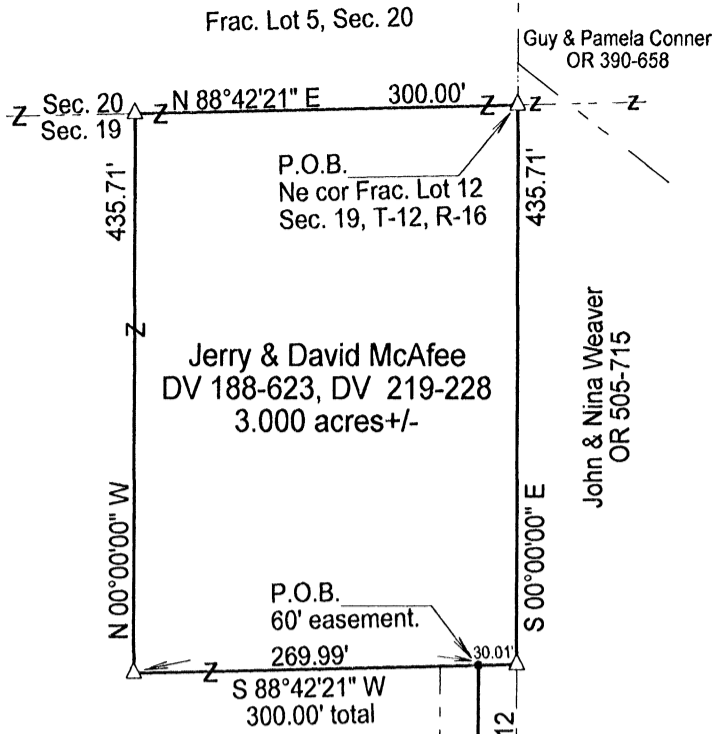 Frac. Lot 5, Sec. 20
Guy & Pamela Conner
OR 390-658
Sec. 20
Sec. 19
N 88°42'21" E
300.00'
P.O.B.
Ne cor Frac. Lot 12
Sec. 19, T-12, R-16
435.71'
435.71'
Jerry & David McAfee
DV 188-623, DV 219-228
3.000 acres+/-
John & Nina Weaver
OR 505-715
N 00°00'00" W
S 00°00'00" E
P.O.B.
60' easement.
269.99'
30.01'
S 88°42'21" W
300.00' total
12